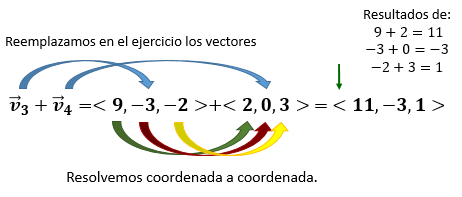 Resultados de:
9 + 2 = 11
−3 + 0 = −3
−2 + 3 = 1
Reemplazamos en el ejercicio los vectores
v⃗₃ + v⃗₄ =< 9, −3, −2 >+< 2, 0, 3 > =< 11, −3, 1 >
Resolvemos coordenada a coordenada.